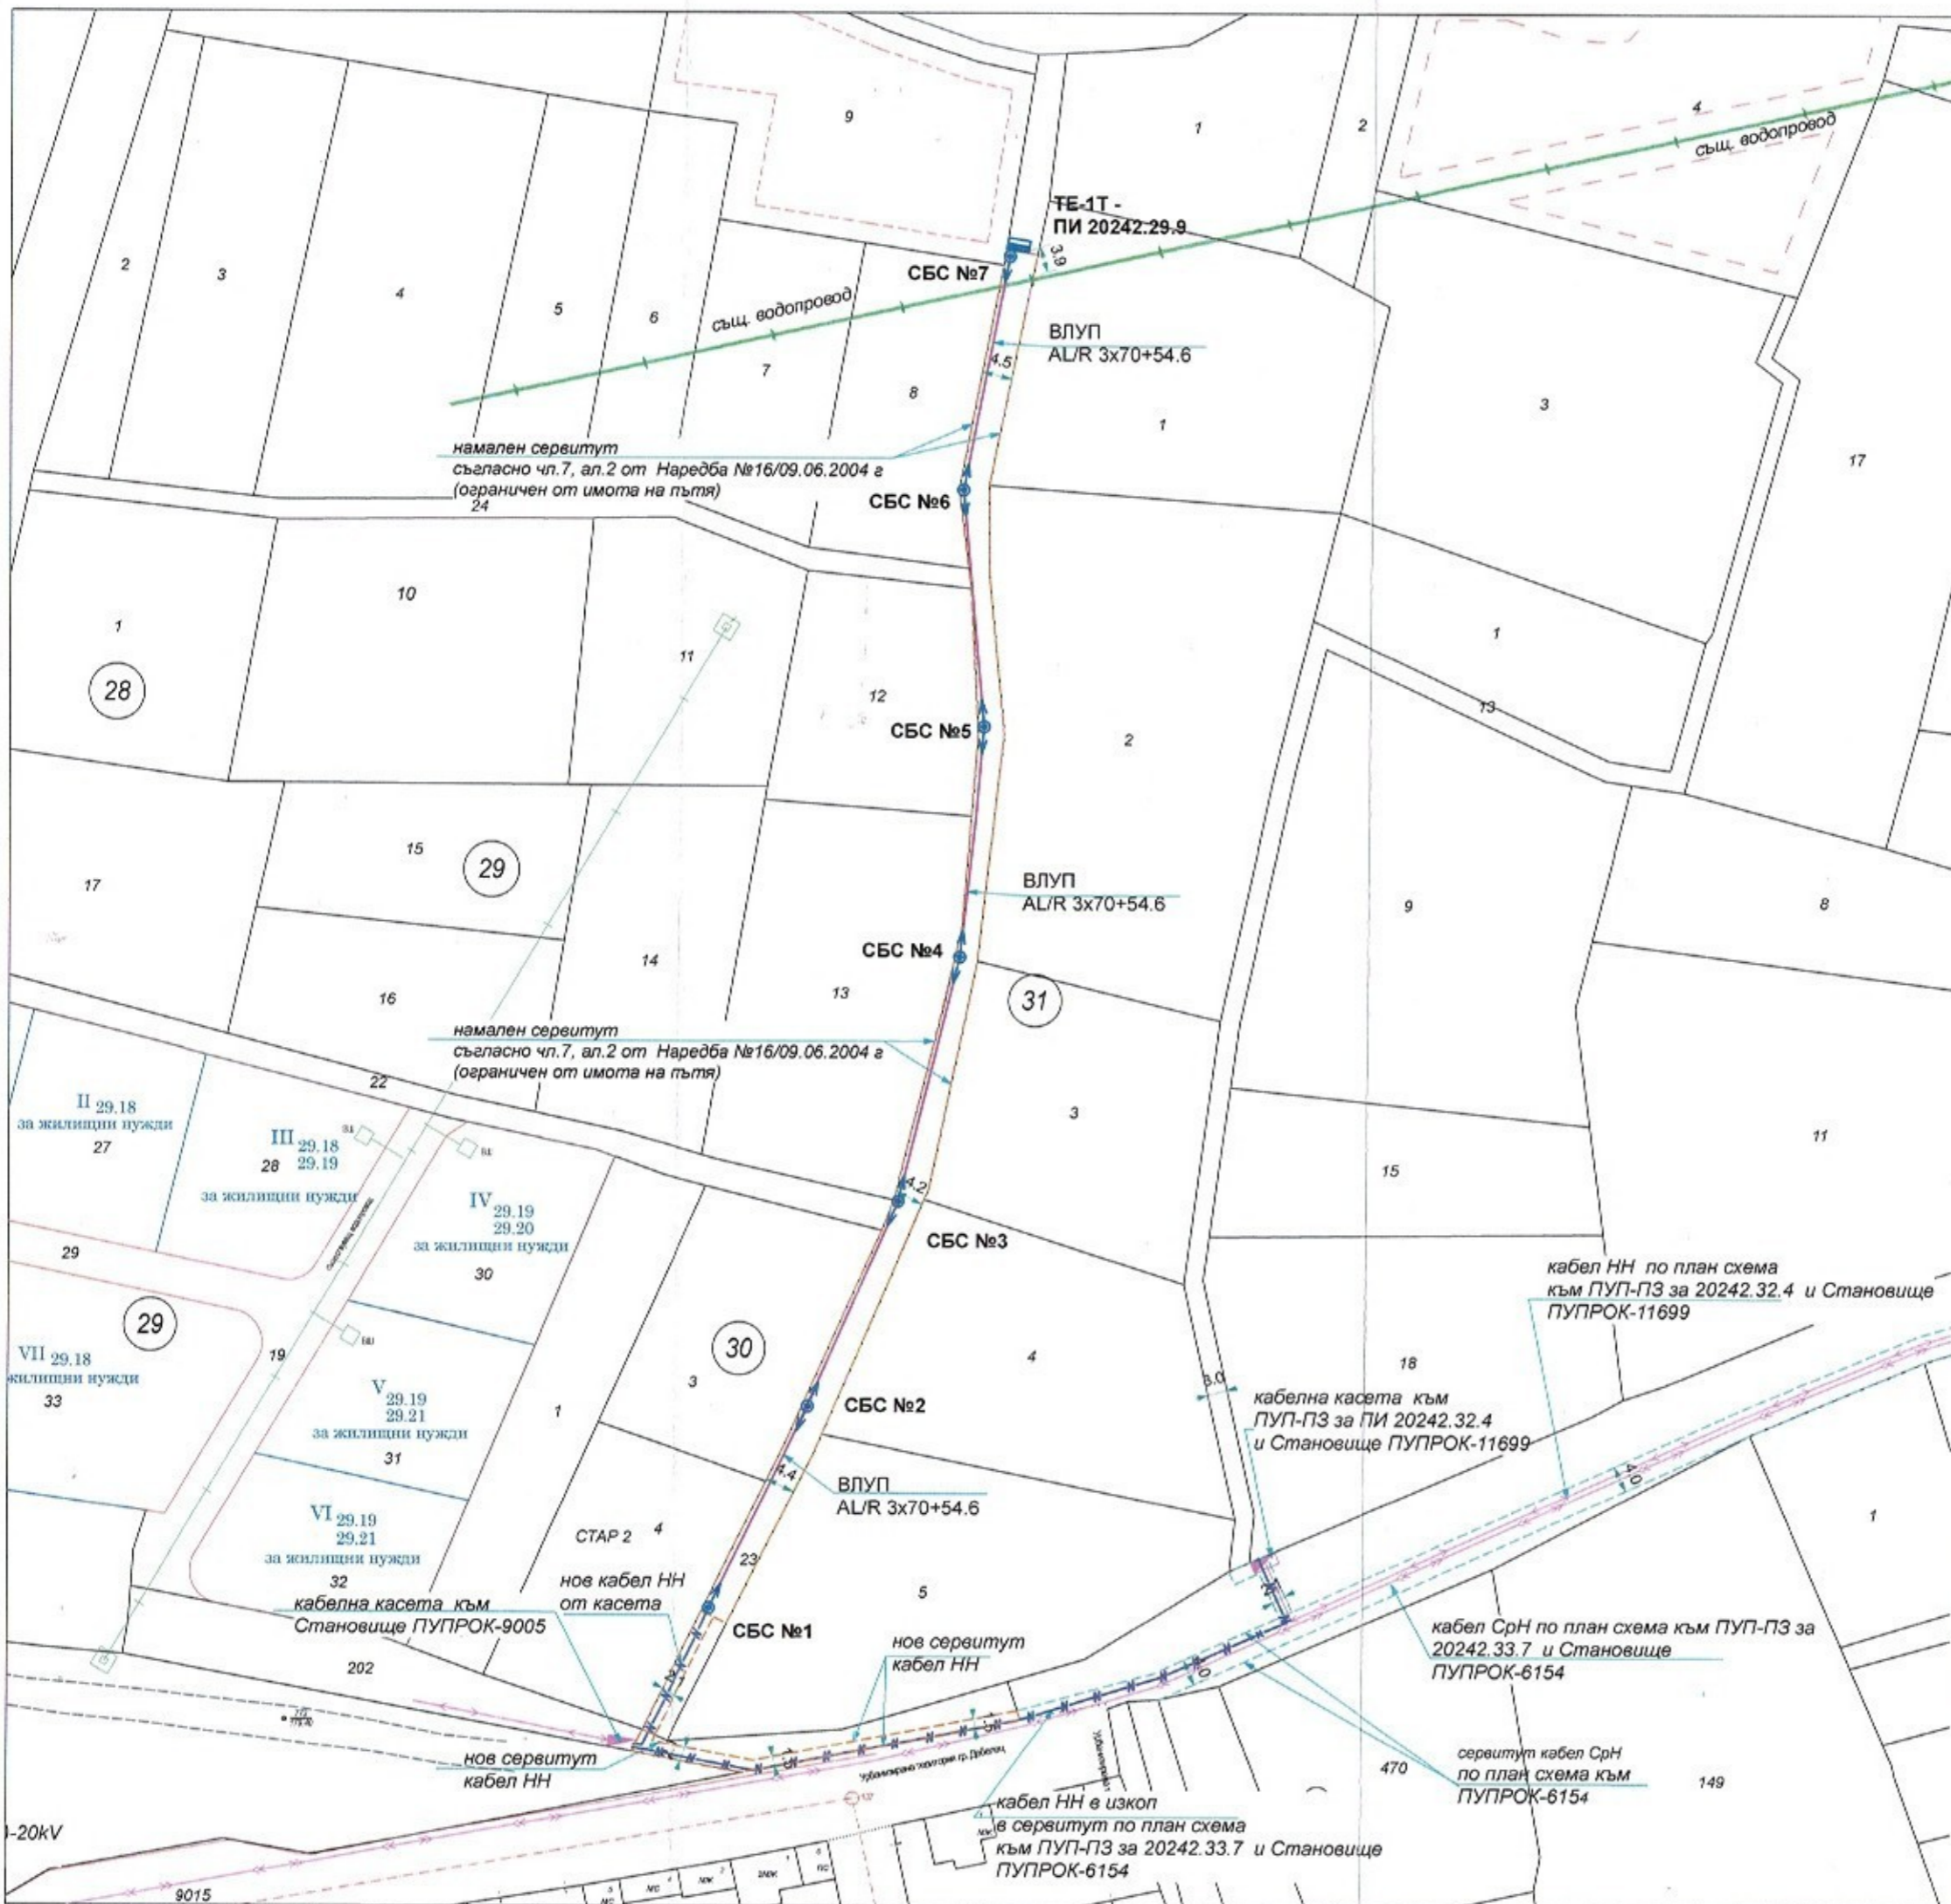 9
1
2
4
същ. водопровод
ТЕ-1Т -
ПИ 20242.29.9
3.9
СБС №7
2
3
4
5
6
същ. водопровод
7
8
ВЛУП
AL/R 3x70+54.6
4.5
1
3
17
намален сервитут
съгласно чл.7, ал.2 от Наредба №16/09.06.2004 г
(ограничен от имота на пътя)
СБС №6
24
10
1
28
11
12
1
13
СБС №5
2
15
29
17
ВЛУП
AL/R 3x70+54.6
9
8
СБС №4
14
13
16
31
намален сервитут
съгласно чл.7, ал.2 от Наредба №16/09.06.2004 г
(ограничен от имота на пътя)
22
II 29.18
за жилищни нужди
27
III 29.18
28 29.19
за жилищни нужди
3
11
15
4.2
IV 29.19
29.20
за жилищни нужди
30
СБС №3
29
29
кабел НН по план схема
към ПУП-ПЗ за 20242.32.4 и Становище
ПУПРОК-11699
VII 29.18
жилищни нужди
33
19
30
3
4
18
3.0
V 29.19
29.21
за жилищни нужди
31
1
СБС №2
кабелна касета към
ПУП-ПЗ за ПИ 20242.32.4
и Становище ПУПРОК-11699
4.4
ВЛУП
AL/R 3x70+54.6
4.0
VI 29.19
29.21
за жилищни нужди
32
СТАР 2
4
23
1
5
кабелна касета към
Становище ПУПРОК-9005
нов кабел НН
от касета
СБС №1
нов сервитут
кабел НН
кабел СрН по план схема към ПУП-ПЗ за
20242.33.7 и Становище
ПУПРОК-6154
202
1.5
нов сервитут
кабел НН
Урбанизирана територия гр. Дебелец
сервитут кабел СрН
по план схема към
ПУПРОК-6154
470
149
кабел НН в изкоп
в сервитут по план схема
към ПУП-ПЗ за 20242.33.7 и Становище
ПУПРОК-6154
-20kV
9015